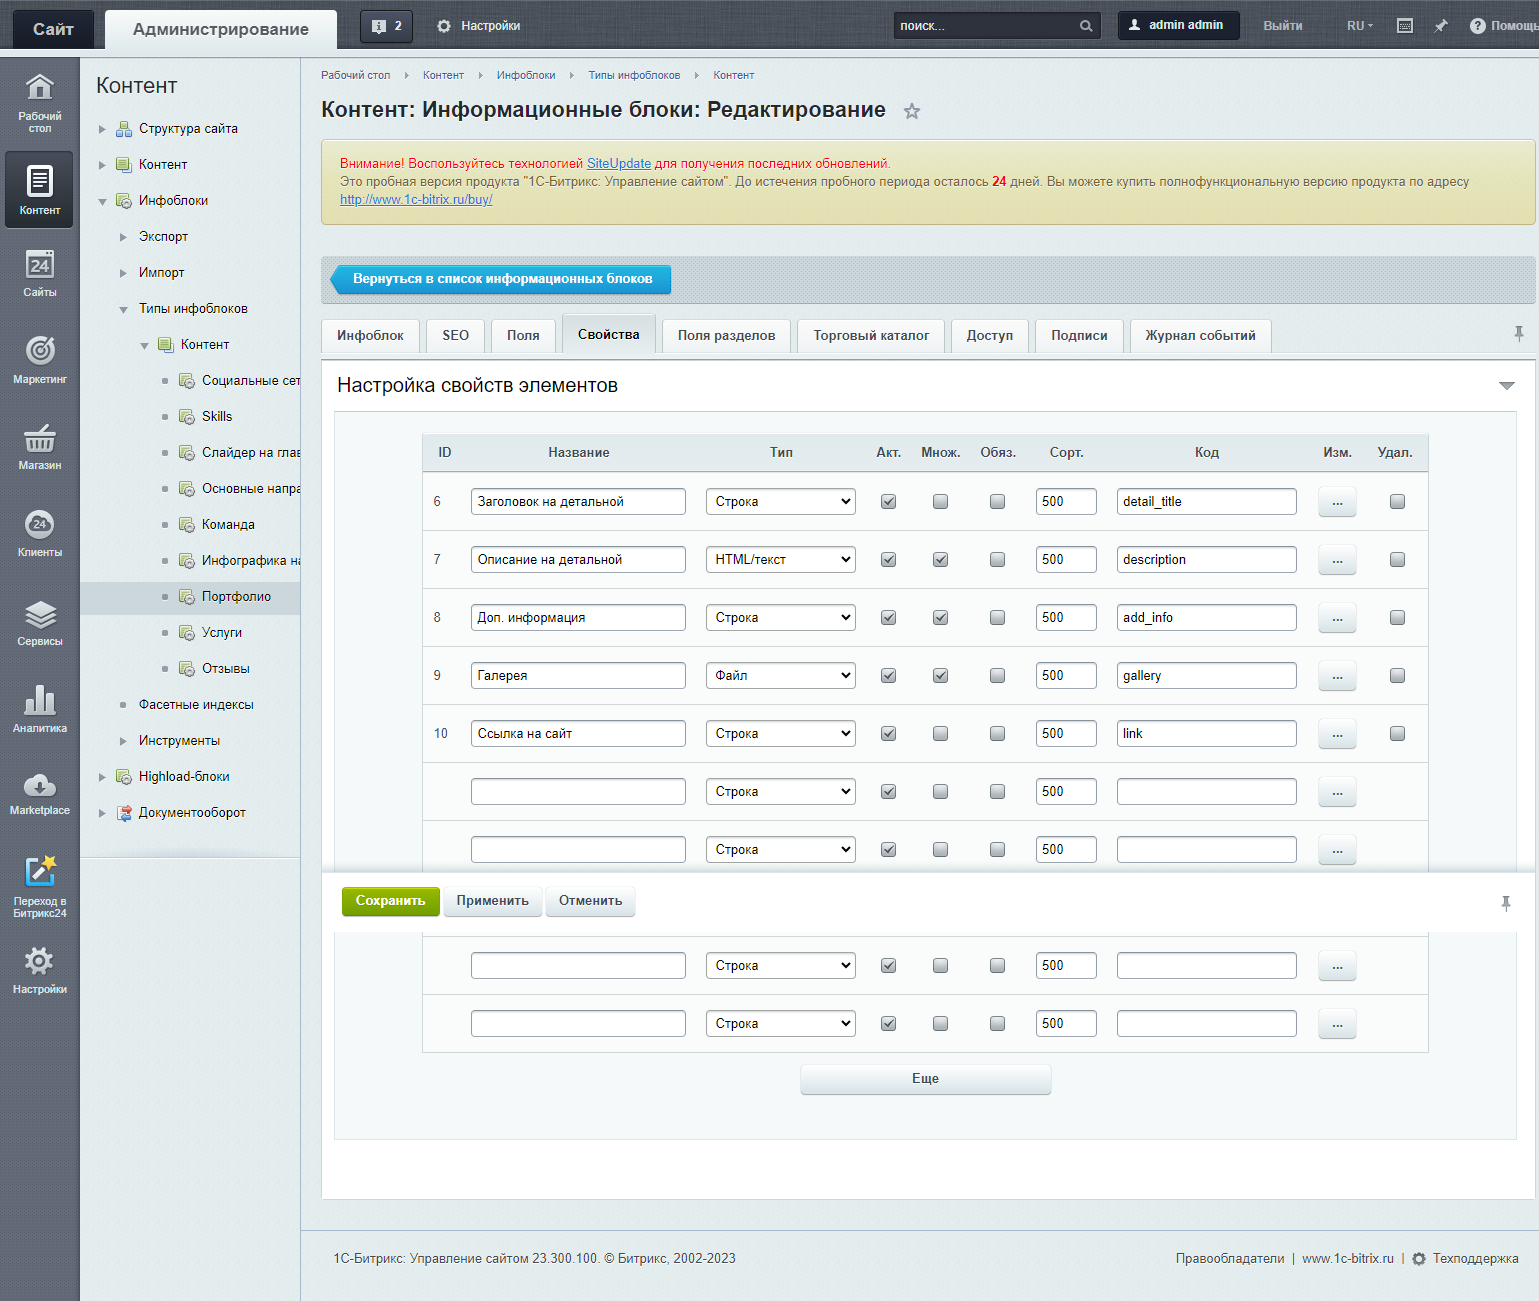 Сайт
Администрирование
2
Настройки
поиск...
admin admin
Выйти
RU
Помощь
Рабочий стол
Контент
Сайты
Маркетинг
Магазин
Клиенты
Сервисы
Аналитика
Marketplace
Переход в Битрикс24
Настройки
24
24
Контент
Структура сайта
Контент
Инфоблоки
Экспорт
Импорт
Типы инфоблоков
Контент
Социальные сет
Skills
Слайдер на глав
Основные напра
Команда
Инфографика на
Портфолио
Услуги
Отзывы
Фасетные индексы
Инструменты
Highload-блоки
Документооборот
Рабочий стол Контент Инфоблоки Типы инфоблоков Контент
Контент: Информационные блоки: Редактирование
Внимание! Воспользуйтесь технологией SiteUpdate для получения последних обновлений.
Это пробная версия продукта "1С-Битрикс: Управление сайтом". До истечения пробного периода осталось 24 дней. Вы можете купить полнофункциональную версию продукта по адресу
http://www.1c-bitrix.ru/buy/
Вернуться в список информационных блоков
Инфоблок SEO Поля Свойства Поля разделов Торговый каталог Доступ Подписи Журнал событий
Настройка свойств элементов
ID Название Тип Акт. Множ. Обяз. Сорт. Код Изм. Удал.
6 Заголовок на детальной Строка 500 detail_title ...
7 Описание на детальной HTML/текст 500 description ...
8 Доп. информация Строка 500 add_info ...
9 Галерея Файл 500 gallery ...
10 Ссылка на сайт Строка 500 link ...
Строка 500 ...
Строка 500 ...
Сохранить Применить Отменить
Строка 500 ...
Строка 500 ...
Еще
1С-Битрикс: Управление сайтом 23.300.100. © Битрикс, 2002-2023
Правообладатели | www.1c-bitrix.ru | Техподдержка